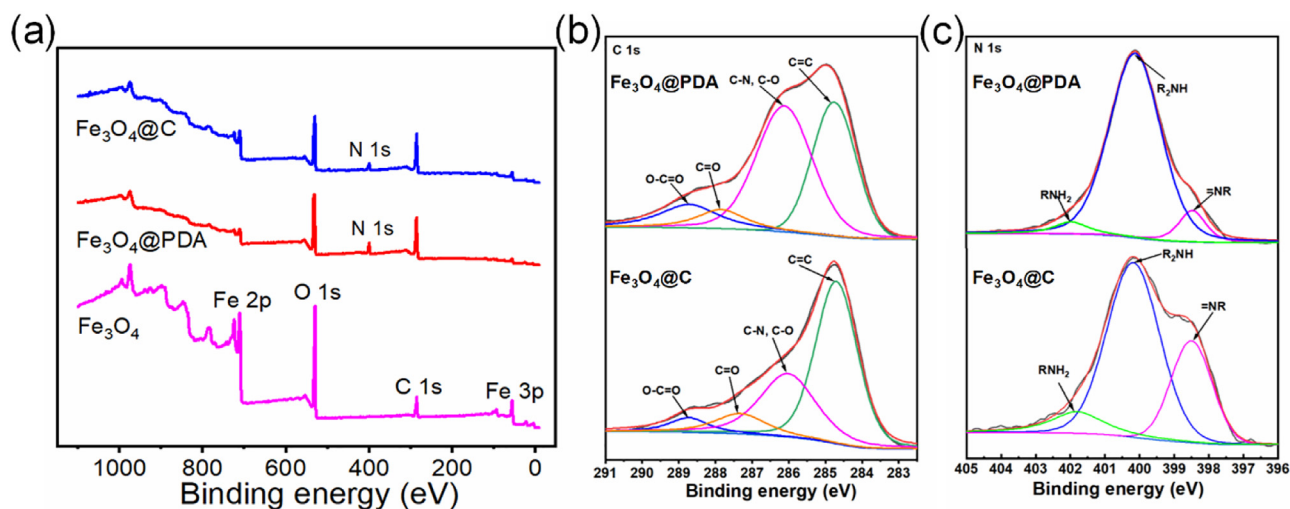 (a)
Fe₃O₄@C
N 1s
Fe₃O₄@PDA
N 1s
Fe₃O₄
Fe 2p
O 1s
C 1s
Fe 3p
1000 800 600 400 200 0
Binding energy (eV)
(b)
C 1s
Fe₃O₄@PDA
C=C
C-N, C-O
C=O
O-C=O
Fe₃O₄@C
C=C
C-N, C-O
C=O
O-C=O
291 290 289 288 287 286 285 284 283
Binding energy (eV)
(c)
N 1s
Fe₃O₄@PDA
R₂NH
RNH₂
=NR
Fe₃O₄@C
R₂NH
=NR
RNH₂
405 404 403 402 401 400 399 398 397 396
Binding energy (eV)